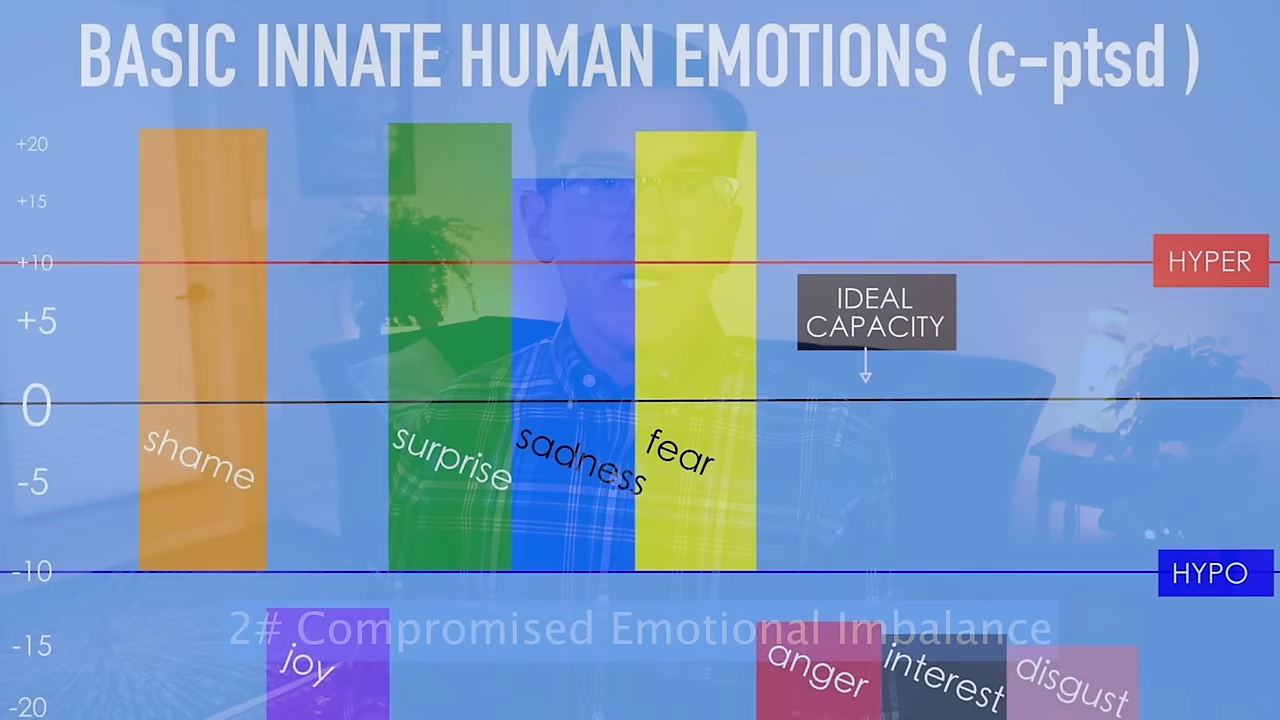 BASIC INNATE HUMAN EMOTIONS (c-ptsd )
+20
+15
+10
HYPER
IDEAL
CAPACITY
+5
0
shame
surprise
sadness
fear
-5
-10
HYPO
2# Compromised Emotional Imbalance
-15
joy
anger
interest
disgust
-20